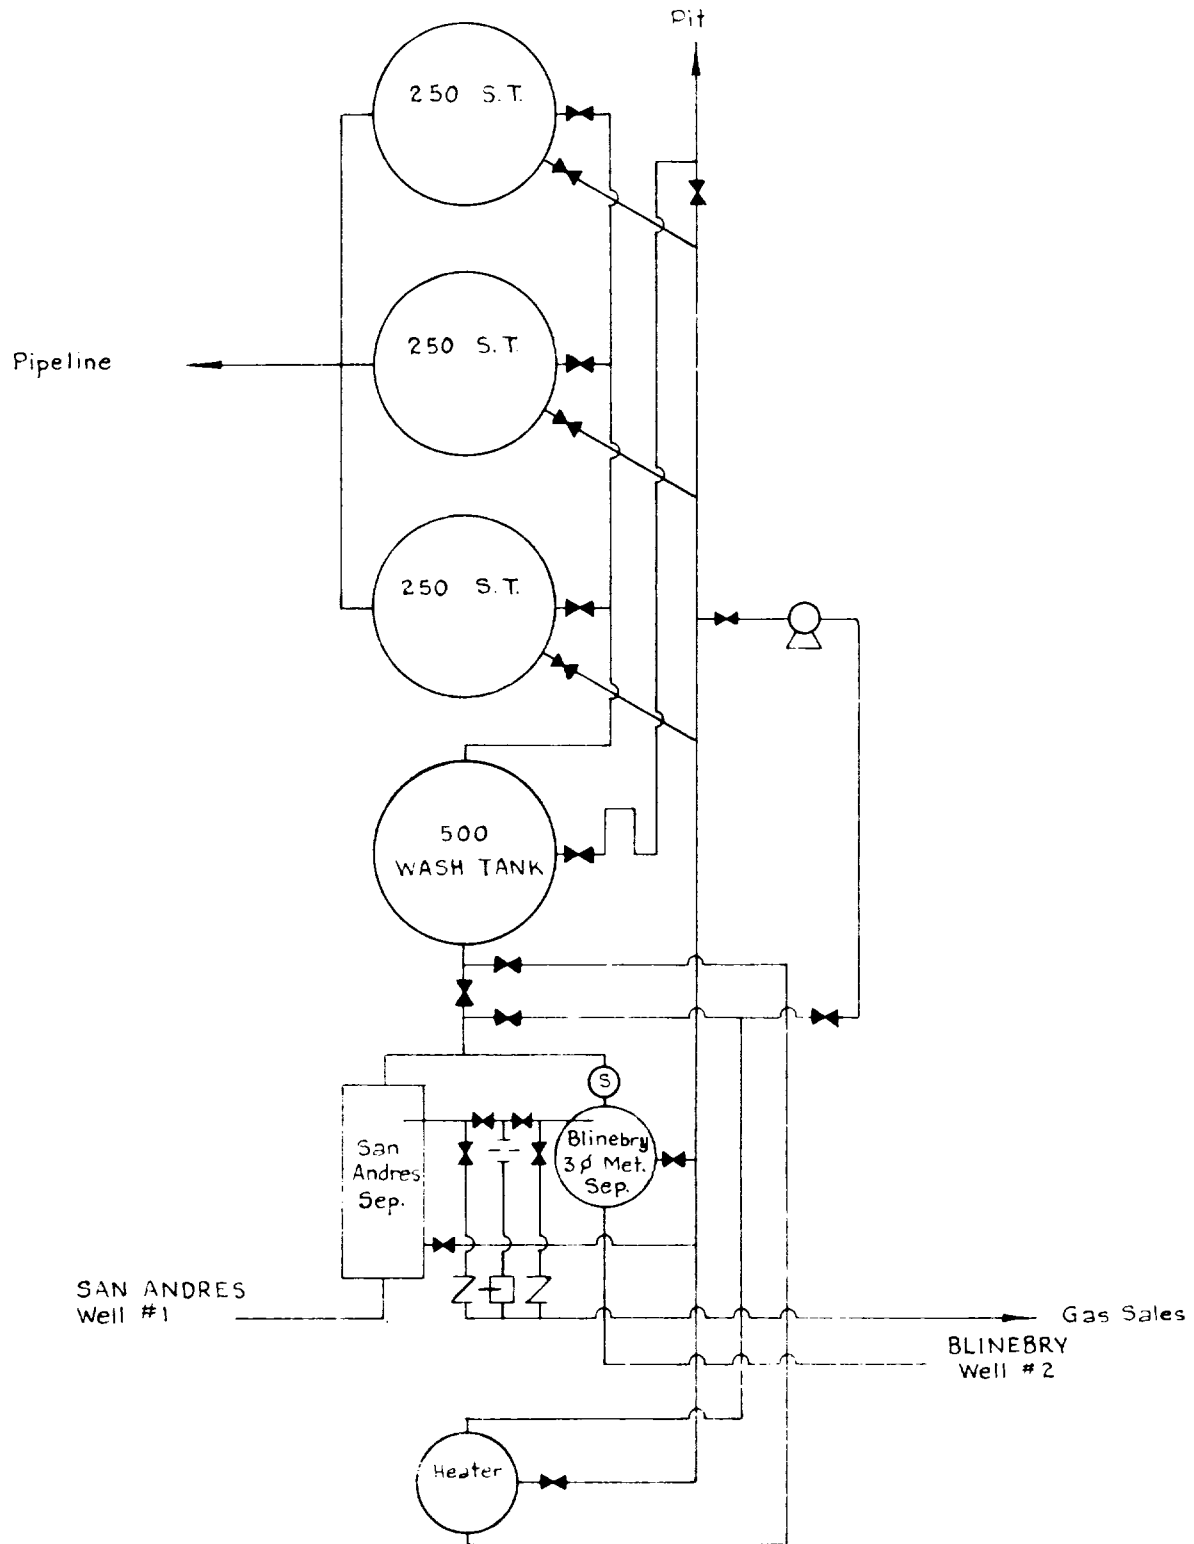 Pit
250 S.T.
250 S.T.
Pipeline
250 S.T.
500
WASH TANK
S
San
Andres
Sep.
Blinebry
3φ Met.
Sep.
SAN ANDRES
Well #1
Gas Sales
BLINEBRY
Well #2
Heater